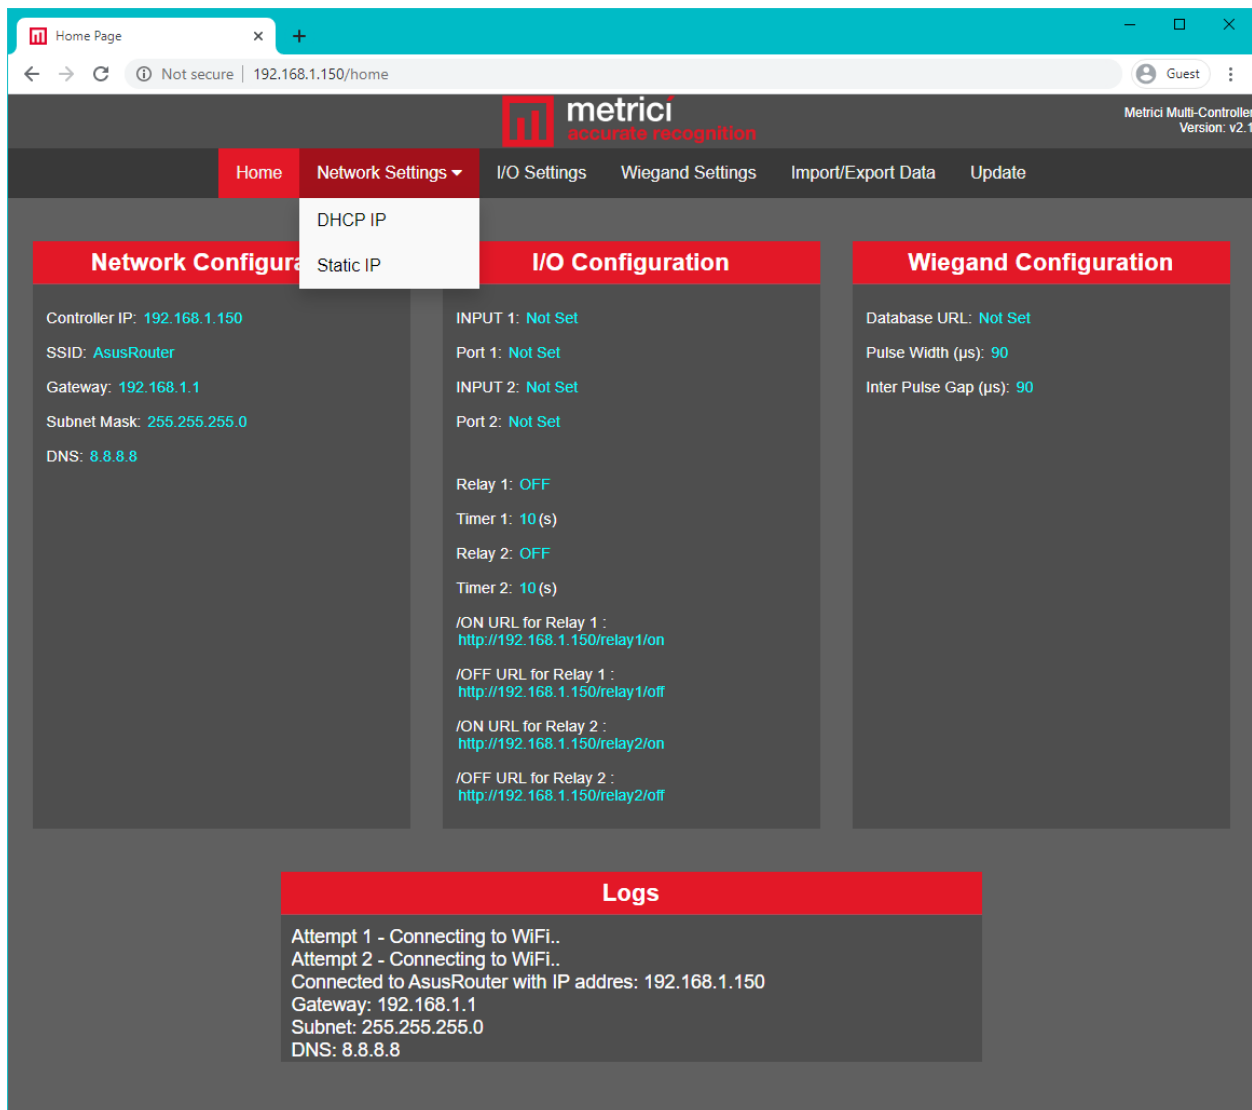 Home Page
Not secure | 192.168.1.150/home
Guest
metrici
accurate recognition
Metrici Multi-Controller
Version: v2.1
Home
Network Settings
I/O Settings
Wiegand Settings
Import/Export Data
Update
DHCP IP
Static IP
Network Configura
Controller IP: 192.168.1.150
SSID: AsusRouter
Gateway: 192.168.1.1
Subnet Mask: 255.255.255.0
DNS: 8.8.8.8
I/O Configuration
INPUT 1: Not Set
Port 1: Not Set
INPUT 2: Not Set
Port 2: Not Set
Relay 1: OFF
Timer 1: 10 (s)
Relay 2: OFF
Timer 2: 10 (s)
/ON URL for Relay 1 :
http://192.168.1.150/relay1/on
/OFF URL for Relay 1 :
http://192.168.1.150/relay1/off
/ON URL for Relay 2 :
http://192.168.1.150/relay2/on
/OFF URL for Relay 2 :
http://192.168.1.150/relay2/off
Wiegand Configuration
Database URL: Not Set
Pulse Width (µs): 90
Inter Pulse Gap (µs): 90
Logs
Attempt 1 - Connecting to WiFi..
Attempt 2 - Connecting to WiFi..
Connected to AsusRouter with IP addres: 192.168.1.150
Gateway: 192.168.1.1
Subnet: 255.255.255.0
DNS: 8.8.8.8